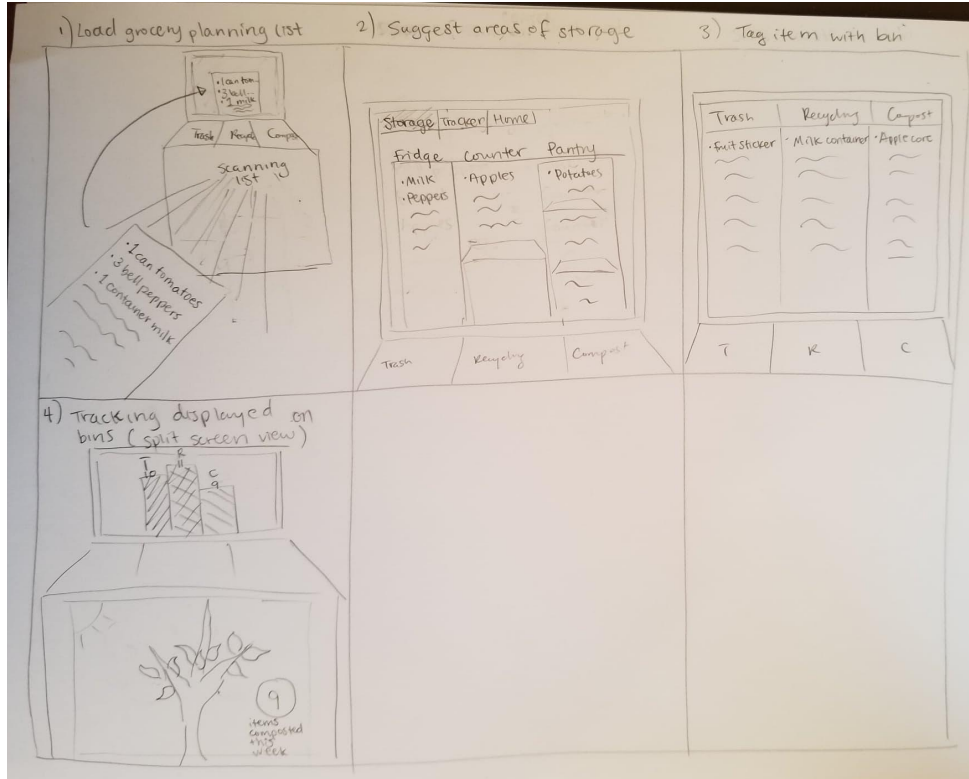 1) Load grocery planning list
• 1 can tom...
• 3 bell...
• 1 milk
Trash
Recycle
Compost
scanning
list
• 1 can tomatoes
• 3 bell peppers
• 1 container milk
2) Suggest areas of storage
Storage Tracker Home
Fridge Counter Pantry
• Milk • Apples • Potatoes
• Peppers
Trash Recycling Compost
3) Tag item with bin
Trash Recycling Compost
• fruit sticker • Milk container • Apple core
T R C
4) Tracking displayed on
bins (split screen view)
T R C
10 11 9
9
items
composted
this
week